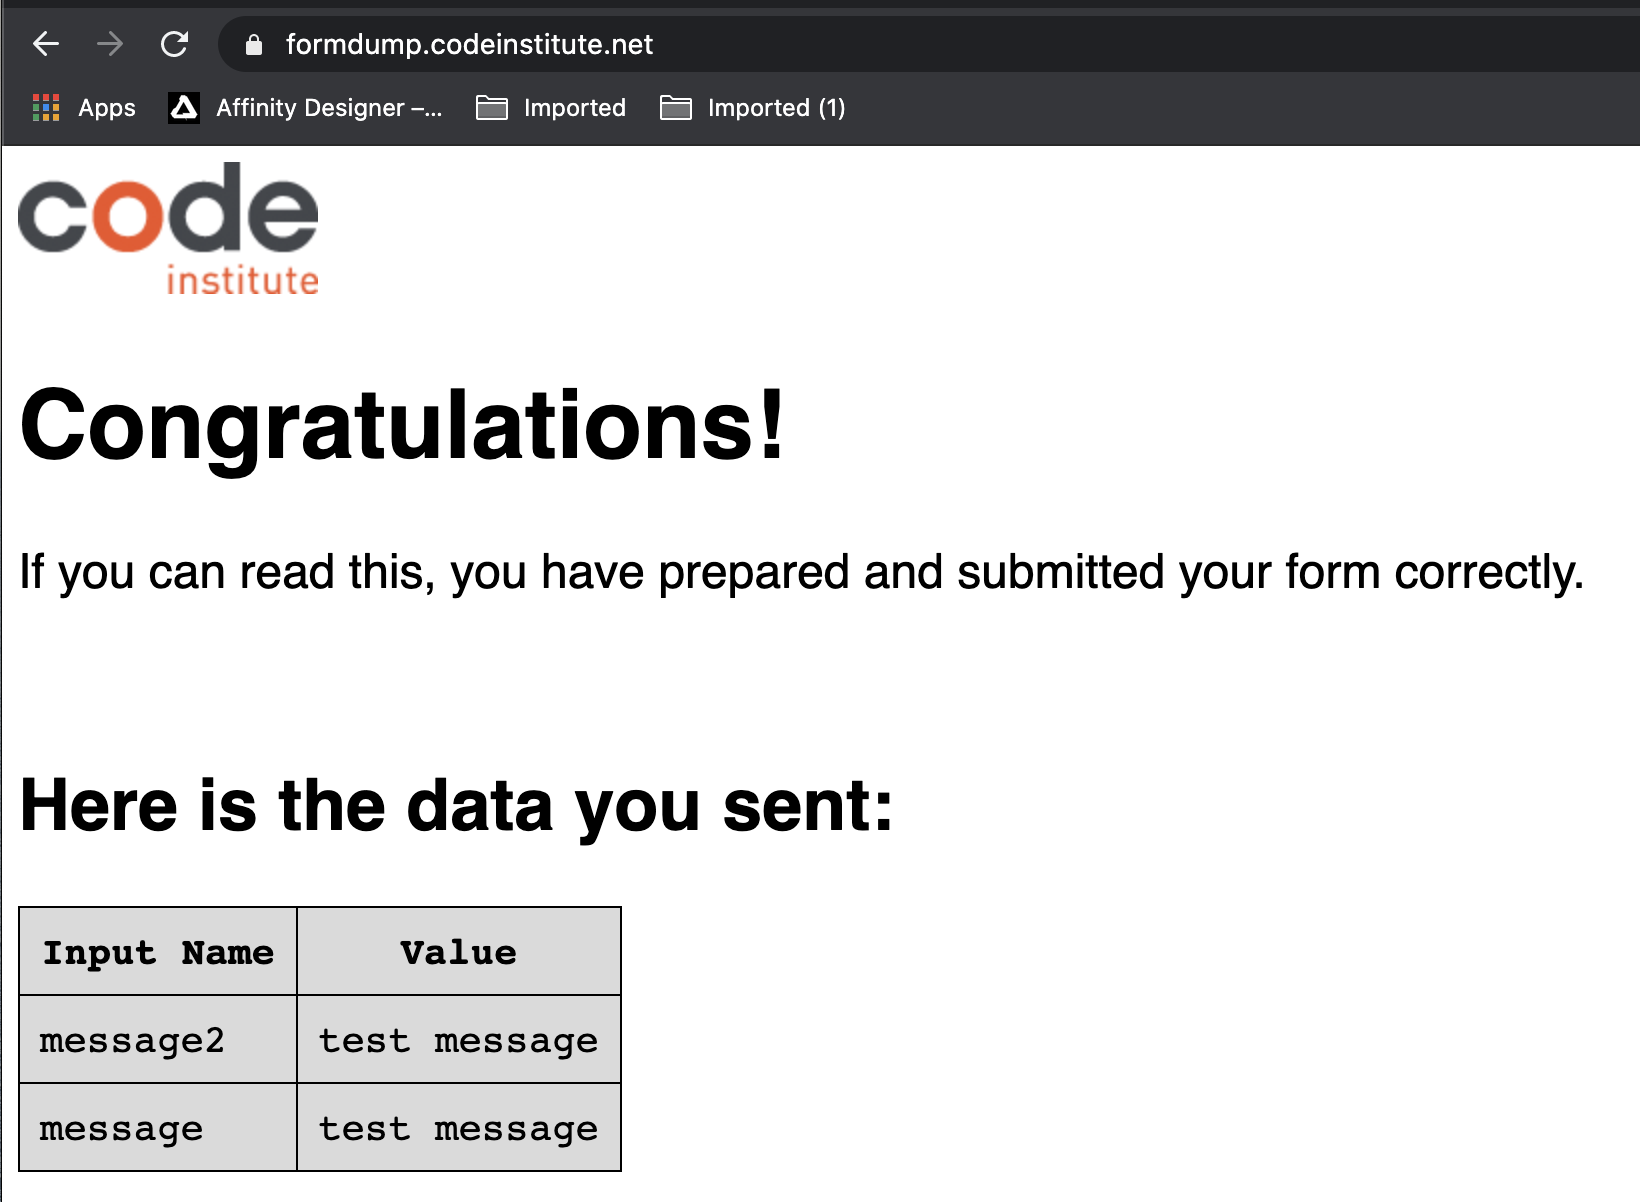 formdump.codeinstitute.net
Apps Affinity Designer –... Imported Imported (1)
code
institute
Congratulations!
If you can read this, you have prepared and submitted your form correctly.
Here is the data you sent:
Input Name Value
message2 test message
message test message